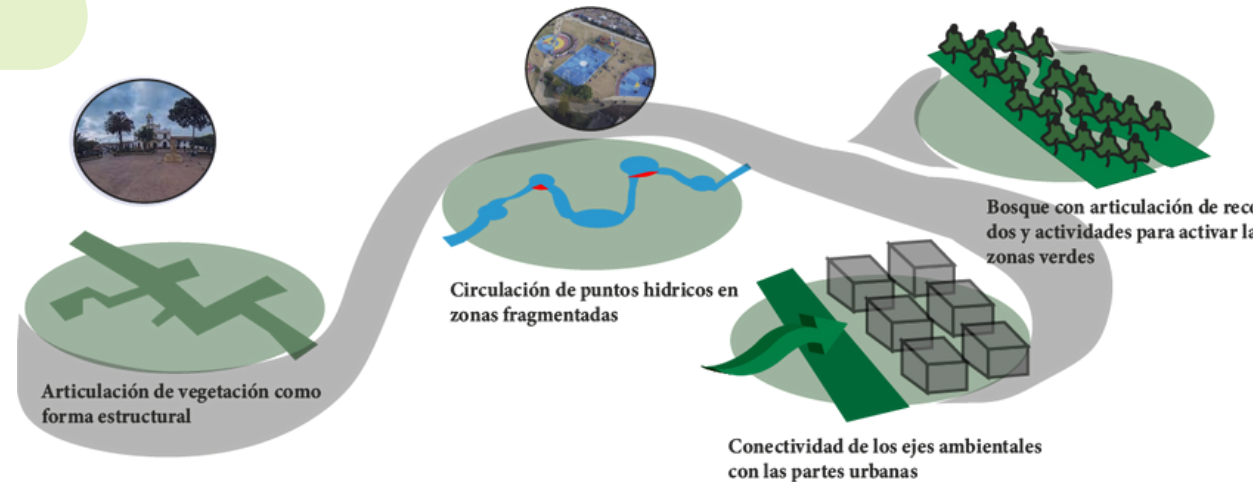 Articulación de vegetación como
forma estructural
Circulación de puntos hidricos en
zonas fragmentadas
Bosque con articulación de reco
dos y actividades para activar la
zonas verdes
Conectividad de los ejes ambientales
con las partes urbanas